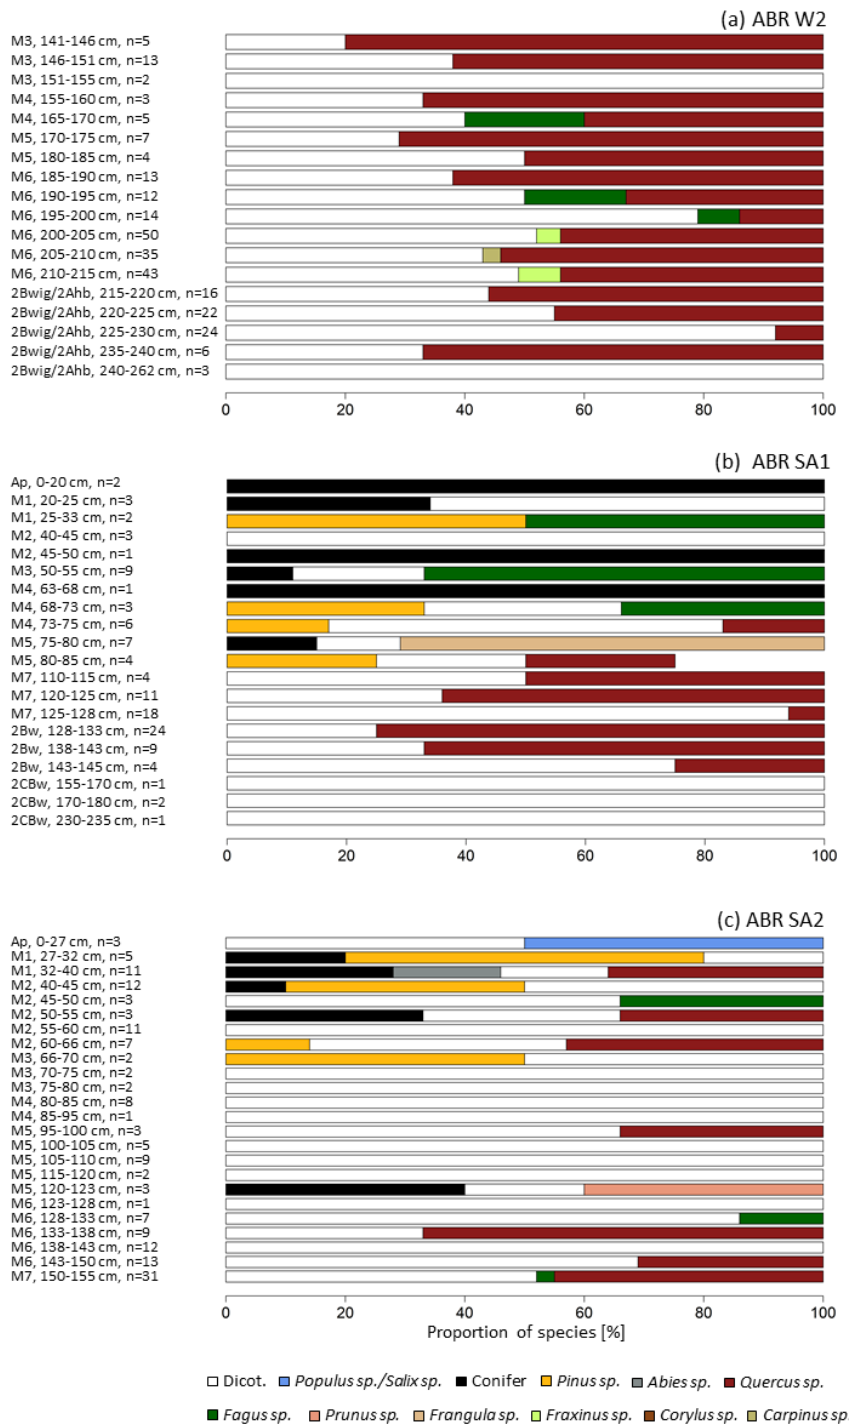 (a) ABR W2
M3, 141-146 cm, n=5
M3, 146-151 cm, n=13
M3, 151-155 cm, n=2
M4, 155-160 cm, n=3
M4, 165-170 cm, n=5
M5, 170-175 cm, n=7
M5, 180-185 cm, n=4
M6, 185-190 cm, n=13
M6, 190-195 cm, n=12
M6, 195-200 cm, n=14
M6, 200-205 cm, n=50
M6, 205-210 cm, n=35
M6, 210-215 cm, n=43
2Bwig/2Ahb, 215-220 cm, n=16
2Bwig/2Ahb, 220-225 cm, n=22
2Bwig/2Ahb, 225-230 cm, n=24
2Bwig/2Ahb, 235-240 cm, n=6
2Bwig/2Ahb, 240-262 cm, n=3
0 20 40 60 80 100
(b) ABR SA1
Ap, 0-20 cm, n=2
M1, 20-25 cm, n=3
M1, 25-33 cm, n=2
M2, 40-45 cm, n=3
M2, 45-50 cm, n=1
M3, 50-55 cm, n=9
M4, 63-68 cm, n=1
M4, 68-73 cm, n=3
M4, 73-75 cm, n=6
M5, 75-80 cm, n=7
M5, 80-85 cm, n=4
M7, 110-115 cm, n=4
M7, 120-125 cm, n=11
M7, 125-128 cm, n=18
2Bw, 128-133 cm, n=24
2Bw, 138-143 cm, n=9
2Bw, 143-145 cm, n=4
2CBw, 155-170 cm, n=1
2CBw, 170-180 cm, n=2
2CBw, 230-235 cm, n=1
0 20 40 60 80 100
(c) ABR SA2
Ap, 0-27 cm, n=3
M1, 27-32 cm, n=5
M1, 32-40 cm, n=11
M2, 40-45 cm, n=12
M2, 45-50 cm, n=3
M2, 50-55 cm, n=3
M2, 55-60 cm, n=11
M2, 60-66 cm, n=7
M3, 66-70 cm, n=2
M3, 70-75 cm, n=2
M3, 75-80 cm, n=2
M4, 80-85 cm, n=8
M4, 85-95 cm, n=1
M5, 95-100 cm, n=3
M5, 100-105 cm, n=5
M5, 105-110 cm, n=9
M5, 115-120 cm, n=2
M5, 120-123 cm, n=3
M6, 123-128 cm, n=1
M6, 128-133 cm, n=7
M6, 133-138 cm, n=9
M6, 138-143 cm, n=12
M6, 143-150 cm, n=13
M7, 150-155 cm, n=31
0 20 40 60 80 100
Proportion of species [%]
Dicot. Populus sp./Salix sp. Conifer Pinus sp. Abies sp. Quercus sp.
Fagus sp. Prunus sp. Frangula sp. Fraxinus sp. Corylus sp. Carpinus sp